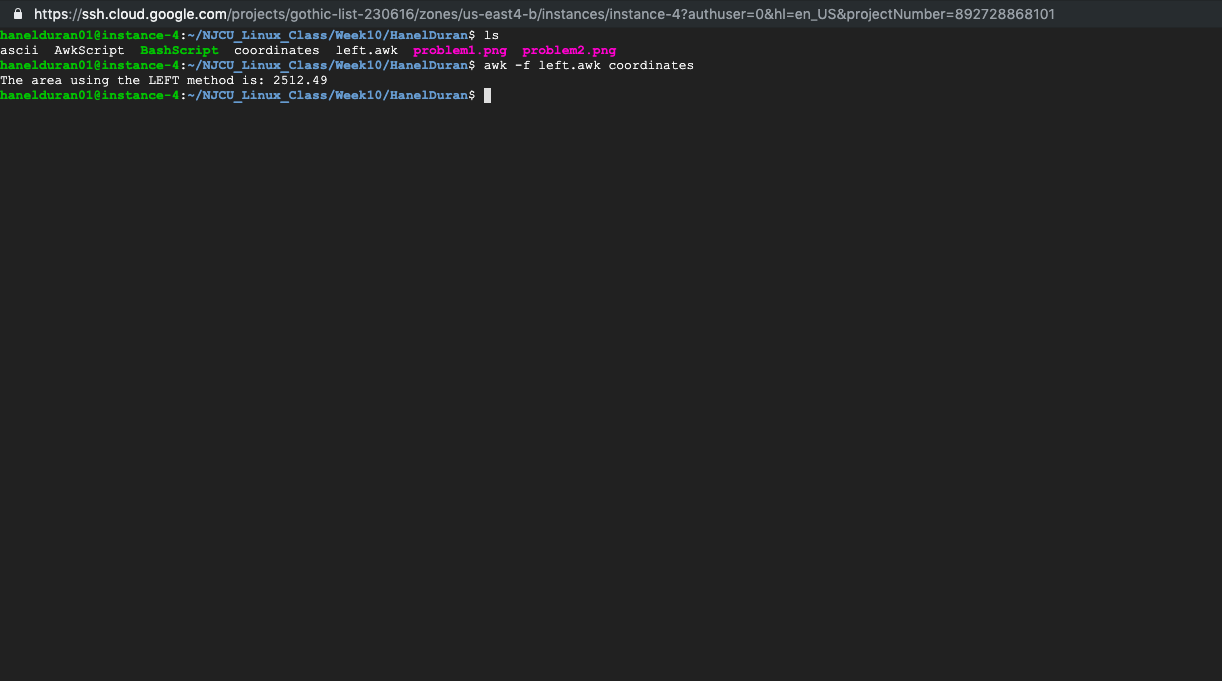 https://ssh.cloud.google.com/projects/gothic-list-230616/zones/us-east4-b/instances/instance-4?authuser=0&hl=en_US&projectNumber=892728868101
hanelduran01@instance-4:~/NJCU_Linux_Class/Week10/HanelDuran$ ls
ascii  AwkScript  BashScript  coordinates  left.awk  problem1.png  problem2.png
hanelduran01@instance-4:~/NJCU_Linux_Class/Week10/HanelDuran$ awk -f left.awk coordinates
The area using the LEFT method is: 2512.49
hanelduran01@instance-4:~/NJCU_Linux_Class/Week10/HanelDuran$